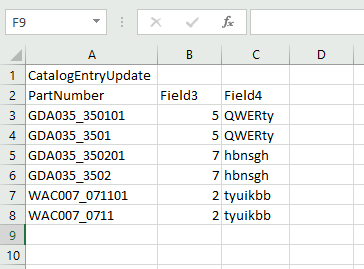 F9
fx
A B C D
1 CatalogEntryUpdate
2 PartNumber Field3 Field4
3 GDA035_350101 5 QWERty
4 GDA035_3501 5 QWERty
5 GDA035_350201 7 hbnsgh
6 GDA035_3502 7 hbnsgh
7 WAC007_071101 2 tyuikbb
8 WAC007_0711 2 tyuikbb
9
10